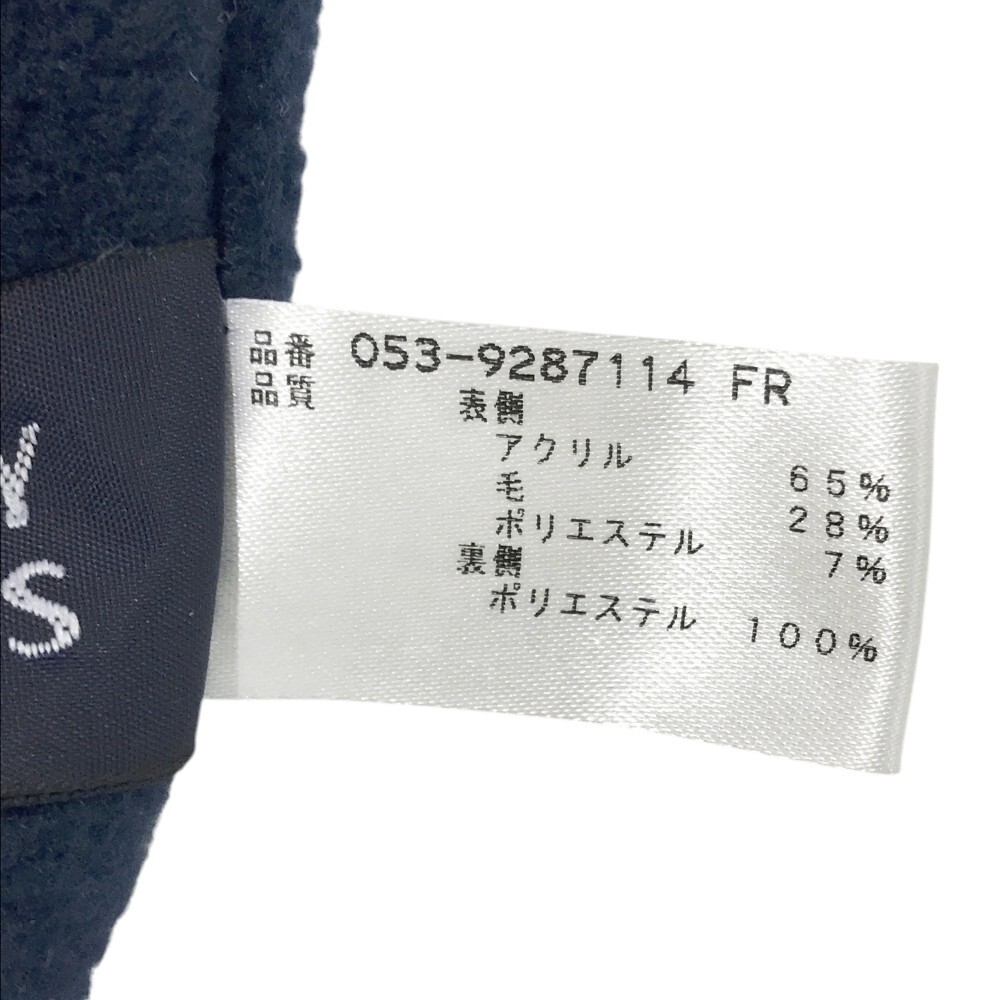 品番 053-9287114 FR
品質
表側
アクリル 65%
毛 28%
ポリエステル 7%
裏側
ポリエステル 100%
S